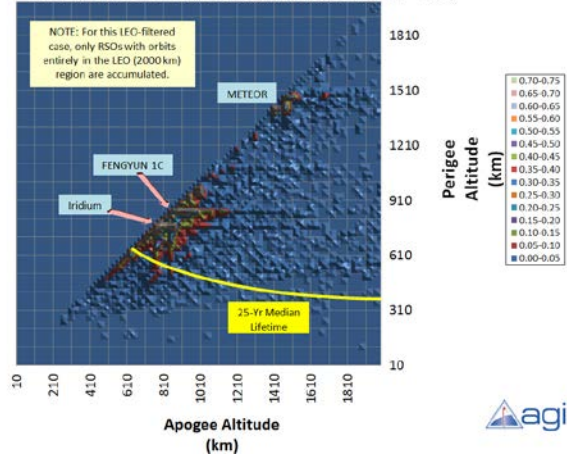 NOTE: For this LEO-filtered
case, only RSOs with orbits
entirely in the LEO (2000 km)
region are accumulated.
METEOR
FENGYUN 1C
Iridium
25-Yr Median
Lifetime
1810
1510
1210
910
610
310
10
Perigee
Altitude
(km)
0.70-0.75
0.65-0.70
0.60-0.65
0.55-0.60
0.50-0.55
0.45-0.50
0.40-0.45
0.35-0.40
0.30-0.35
0.25-0.30
0.20-0.25
0.15-0.20
0.10-0.15
0.05-0.10
0.00-0.05
10
210
410
610
810
1010
1210
1410
1610
1810
Apogee Altitude
(km)
agi